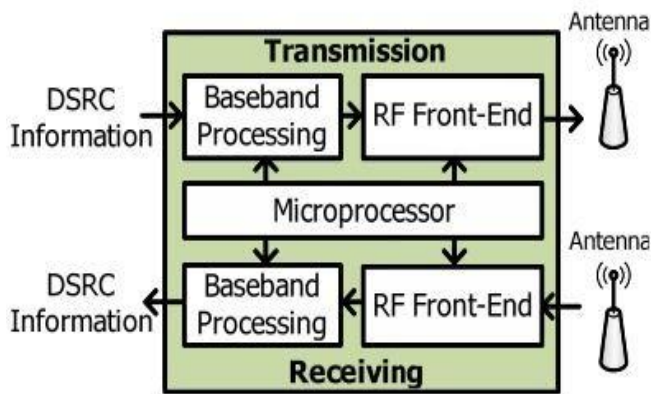 Antenna
Transmission
DSRC
Information
Baseband
Processing
RF Front-End
Microprocessor
Antenna
DSRC
Information
Baseband
Processing
RF Front-End
Receiving